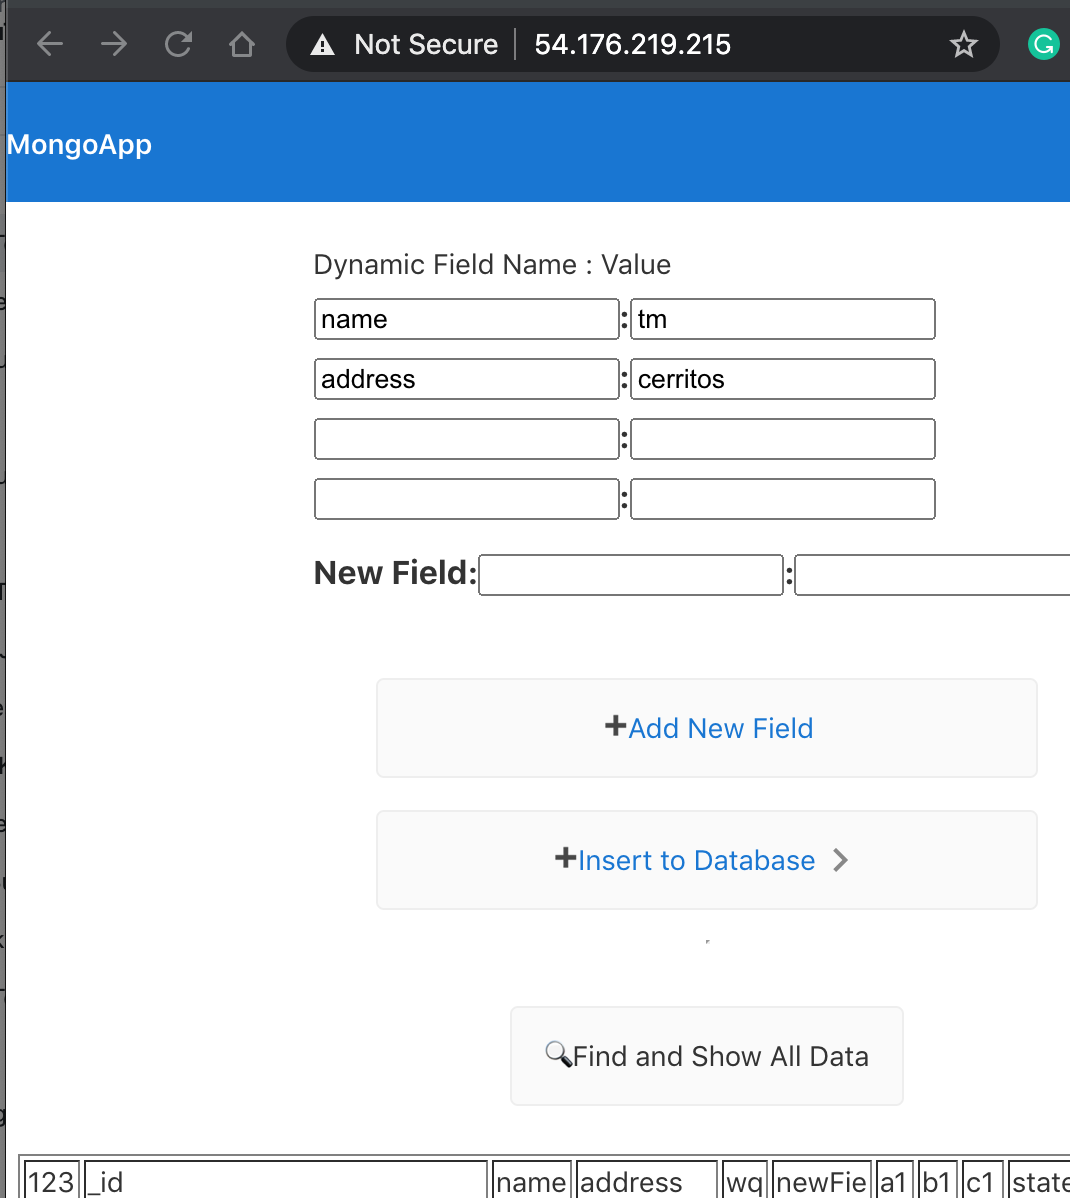 Not Secure 54.176.219.215
MongoApp
Dynamic Field Name : Value
name : tm
address : cerritos
:
:
New Field: :
+Add New Field
+Insert to Database
Find and Show All Data
123 _id name address wq newFie a1 b1 c1 state